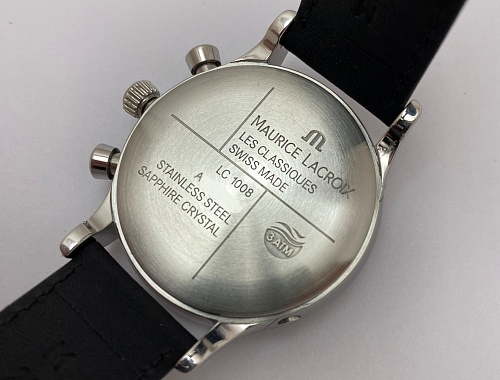 MAURICE LACROIX
LES CLASSIQUES
SWISS MADE
LC 1008
A
STAINLESS STEEL
SAPPHIRE CRYSTAL
3 ATM